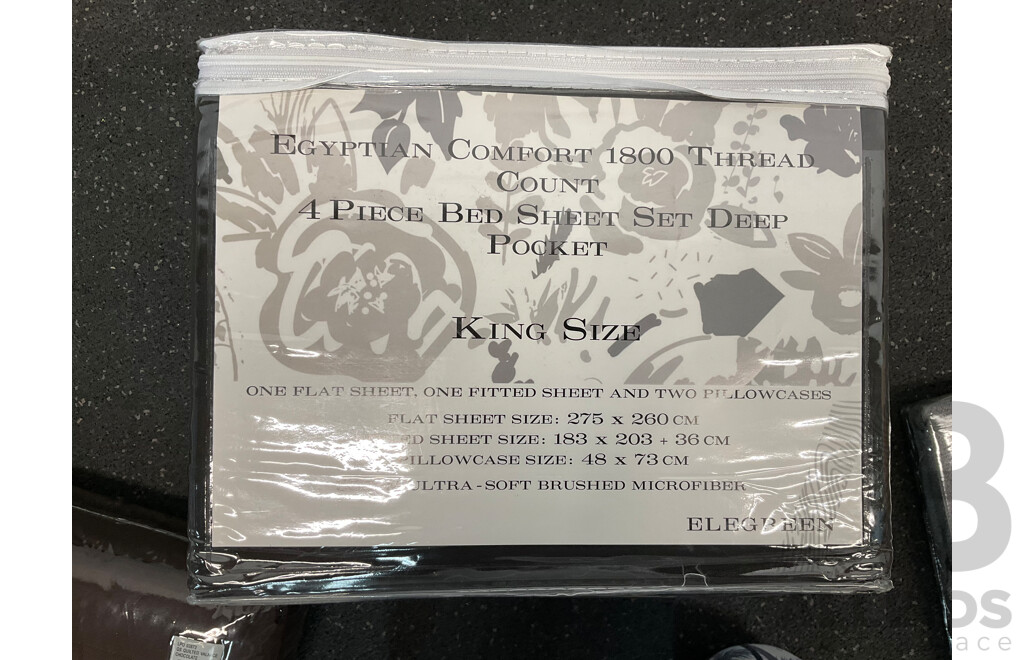 Egyptian Comfort 1800 Thread
Count
4 Piece Bed Sheet Set Deep
Pocket
King Size
ONE FLAT SHEET, ONE FITTED SHEET AND TWO PILLOWCASES
FLAT SHEET SIZE: 275 x 260 CM
SHEET SIZE: 183 x 203 + 36 CM
PILLOWCASE SIZE: 48 x 73 CM
ULTRA-SOFT BRUSHED MICROFIBER
ELEGREEN